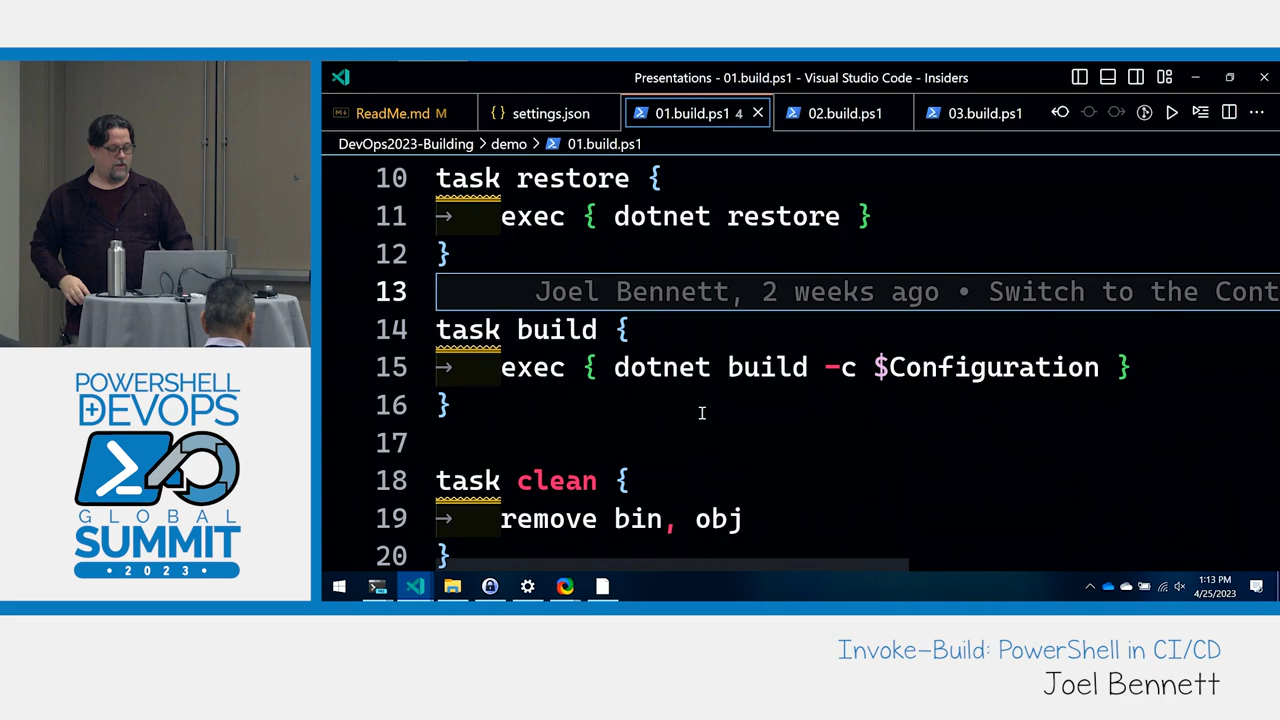 Presentations - 01.build.ps1 - Visual Studio Code - Insiders
ReadMe.md M
{ } settings.json
01.build.ps1 4
02.build.ps1
03.build.ps1
DevOps2023-Building > demo > 01.build.ps1
10 task restore {
11 → exec { dotnet restore }
12 }
13 Joel Bennett, 2 weeks ago • Switch to the Cont
14 task build {
15 → exec { dotnet build -c $Configuration }
16 }
17
18 task clean {
19 → remove bin, obj
20 }
1:13 PM
4/25/2023
POWERSHELL
+DEVOPS
GLOBAL
SUMMIT
• 2023 •
Invoke-Build: PowerShell in CI/CD
Joel Bennett